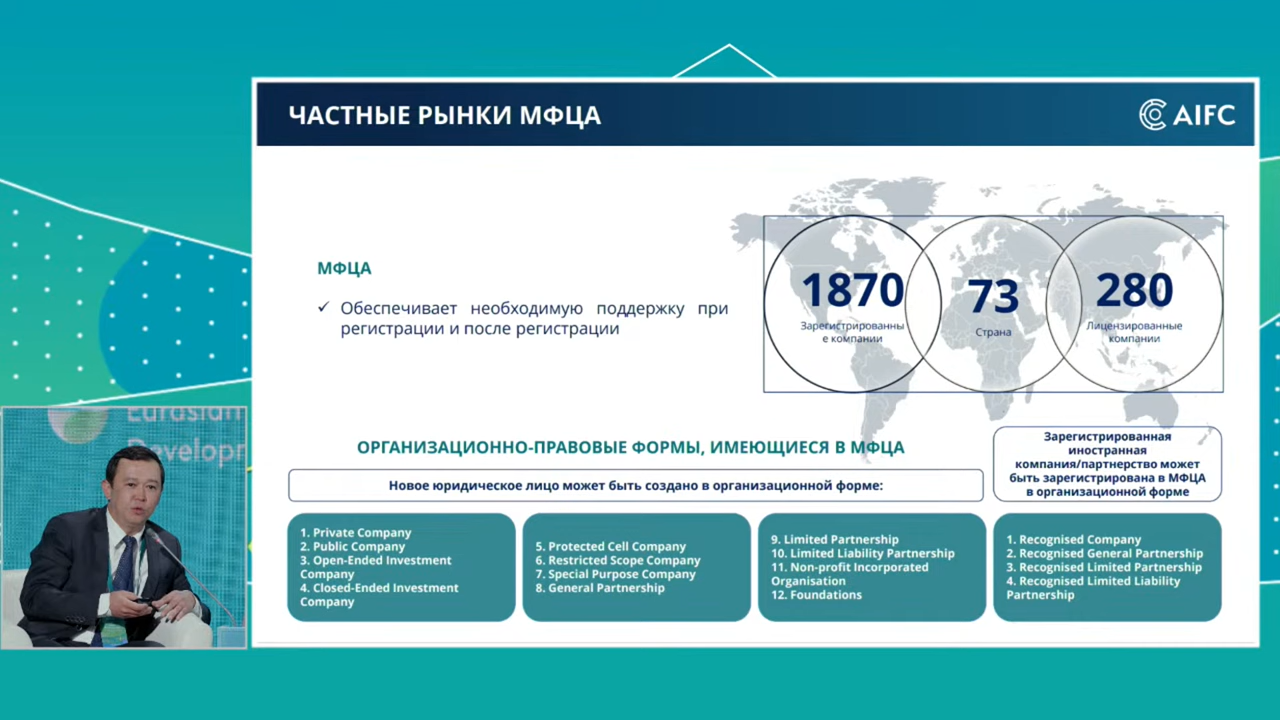 ЧАСТНЫЕ РЫНКИ МФЦА
AIFC
МФЦА
✓ Обеспечивает необходимую поддержку при
регистрации и после регистрации
1870
Зарегистрированны
е компании
73
Страна
280
Лицензированные
компании
ОРГАНИЗАЦИОННО-ПРАВОВЫЕ ФОРМЫ, ИМЕЮЩИЕСЯ В МФЦА
Новое юридическое лицо может быть создано в организационной форме:
Зарегистрированная
иностранная
компания/партнерство может
быть зарегистрирована в МФЦА
в организационной форме
1. Private Company
2. Public Company
3. Open-Ended Investment
Company
4. Closed-Ended Investment
Company
5. Protected Cell Company
6. Restricted Scope Company
7. Special Purpose Company
8. General Partnership
9. Limited Partnership
10. Limited Liability Partnership
11. Non-profit Incorporated
Organisation
12. Foundations
1. Recognised Company
2. Recognised General Partnership
3. Recognised Limited Partnership
4. Recognised Limited Liability
Partnership
Eurasian
Developm